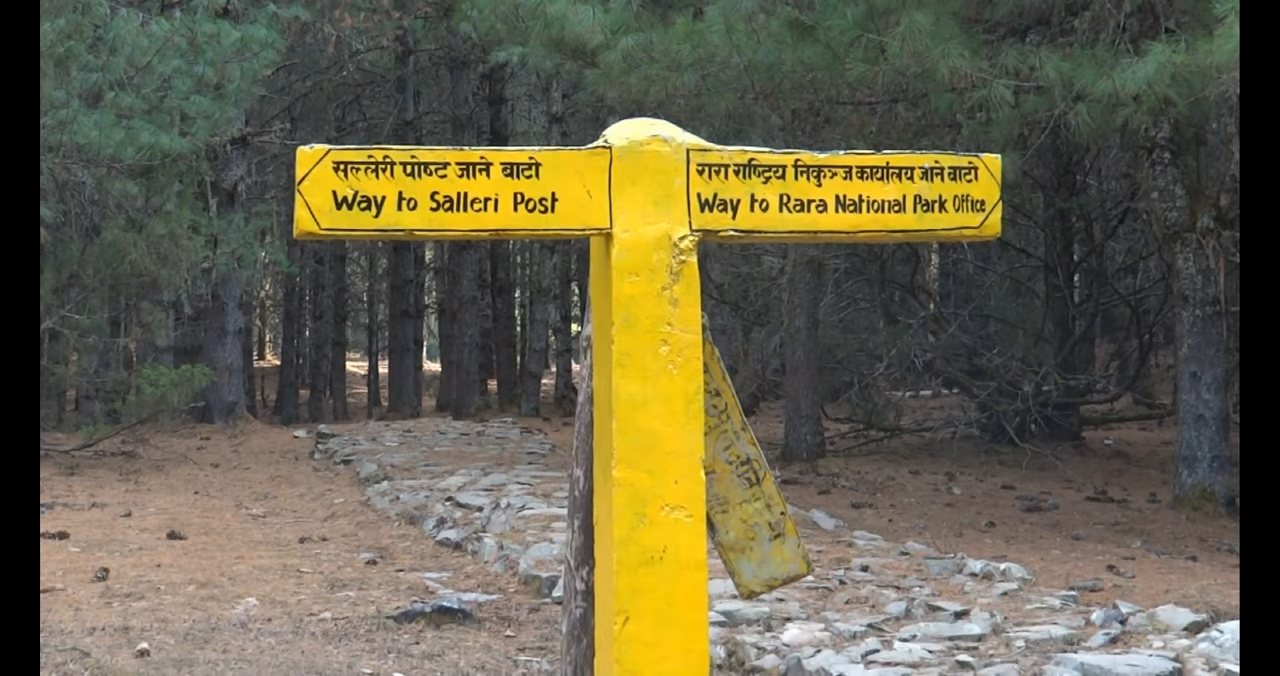 सल्लेरी पोष्ट जाने बाटो
Way to Salleri Post
रारा राष्ट्रिय निकुञ्ज कार्यालय जाने बाटो
Way to Rara National Park Office